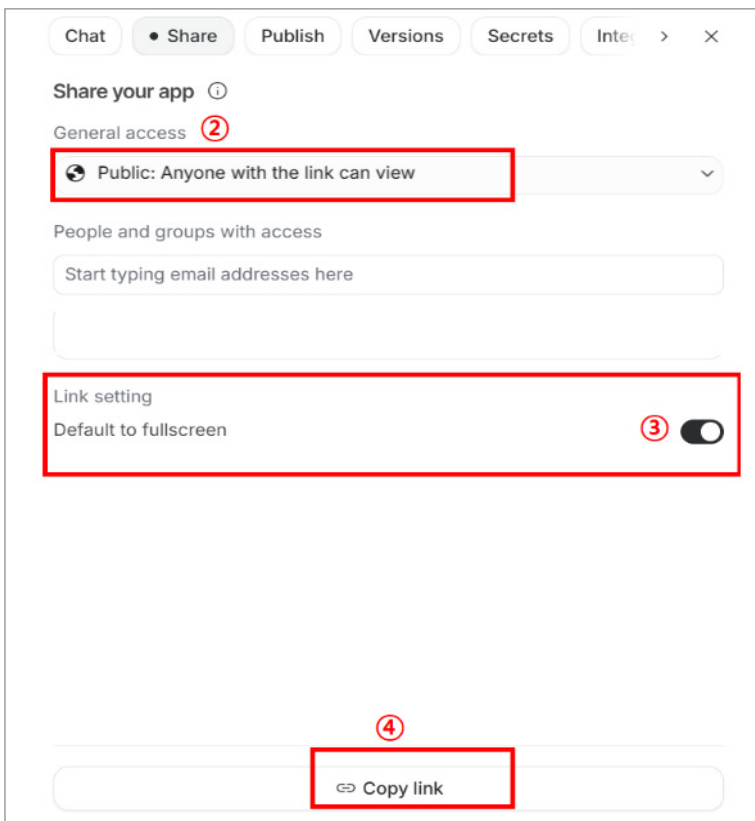 Chat • Share Publish Versions Secrets Inte
Share your app
General access ②
Public: Anyone with the link can view
People and groups with access
Start typing email addresses here
Link setting
Default to fullscreen ③
④
Copy link